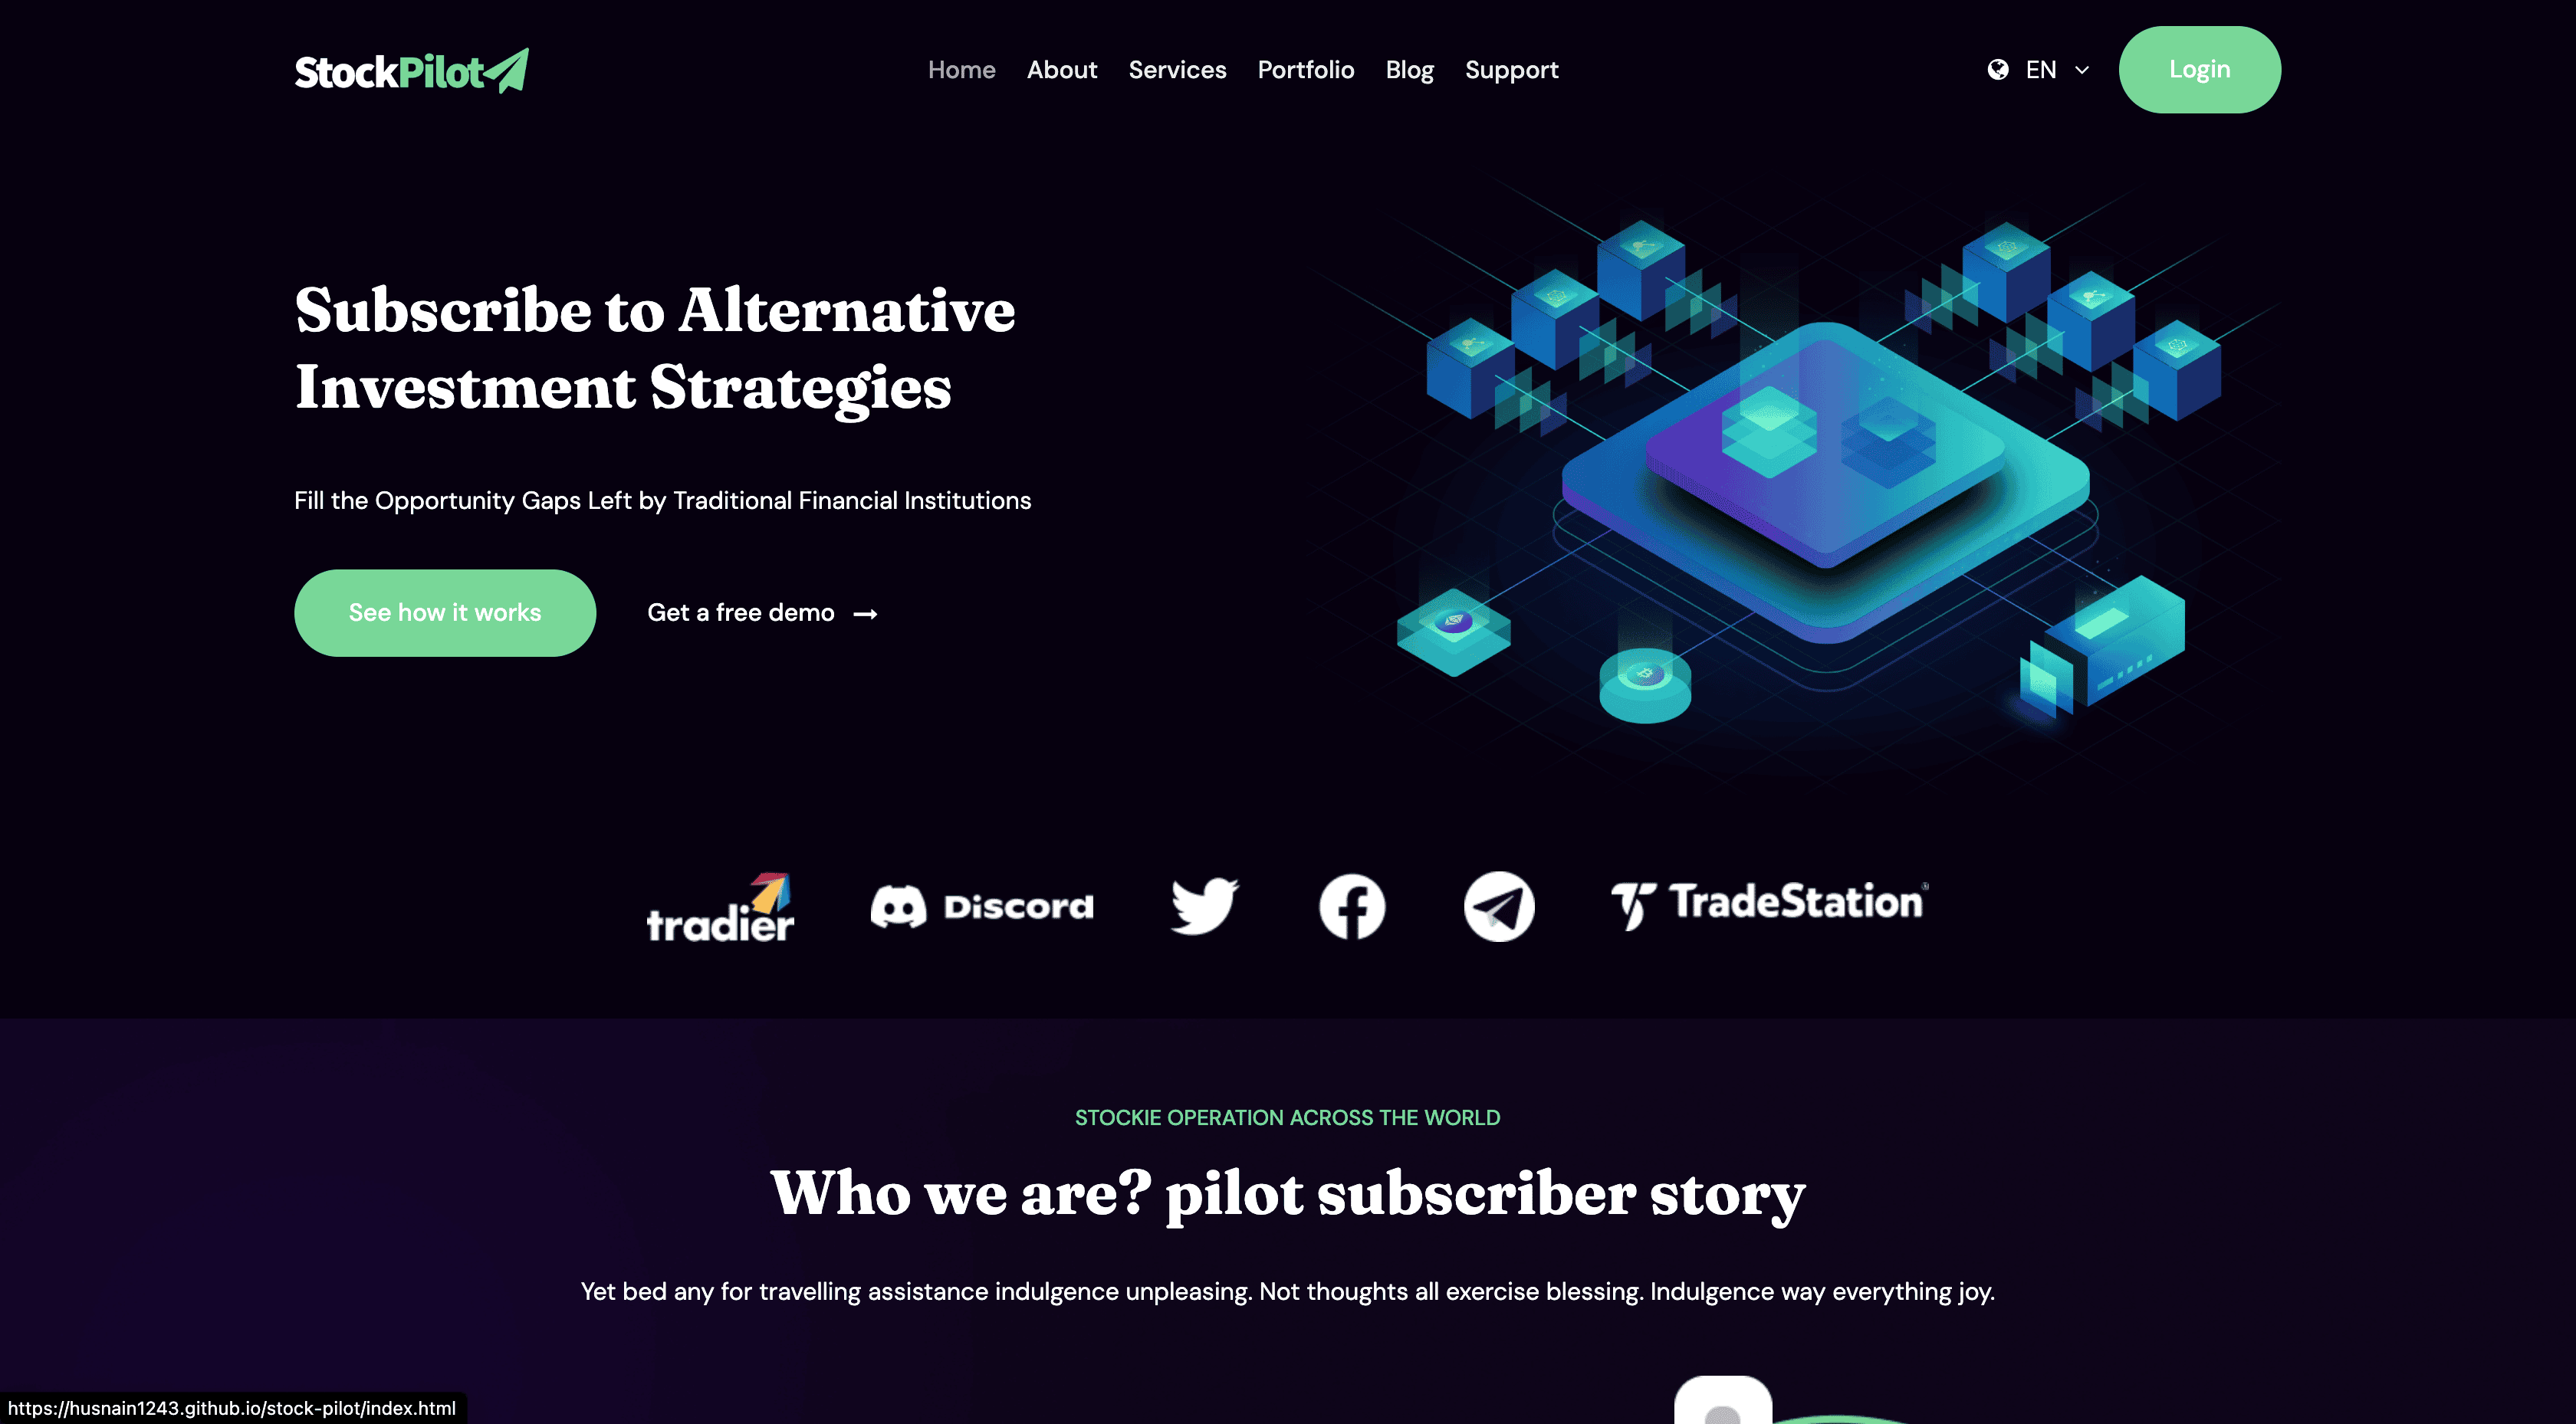 StockPilot
Home About Services Portfolio Blog Support
EN
Login
Subscribe to Alternative
Investment Strategies
Fill the Opportunity Gaps Left by Traditional Financial Institutions
See how it works
Get a free demo →
tradier
Discord
TradeStation
STOCKIE OPERATION ACROSS THE WORLD
Who we are? pilot subscriber story
Yet bed any for travelling assistance indulgence unpleasing. Not thoughts all exercise blessing. Indulgence way everything joy.
https://husnain1243.github.io/stock-pilot/index.html